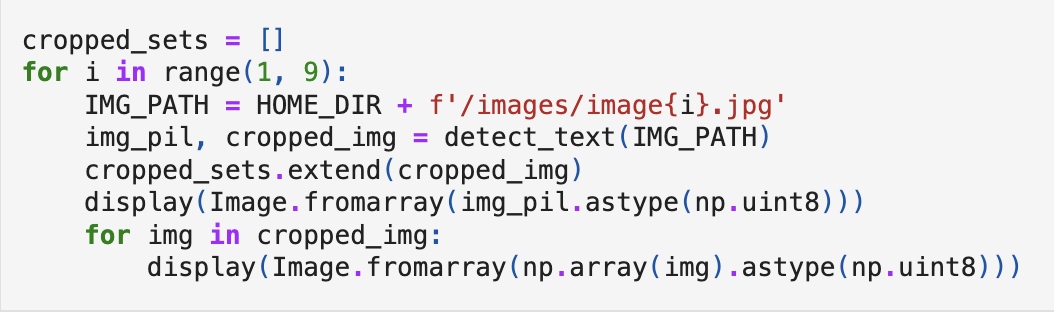 cropped_sets = []
for i in range(1, 9):
    IMG_PATH = HOME_DIR + f'/images/image{i}.jpg'
    img_pil, cropped_img = detect_text(IMG_PATH)
    cropped_sets.extend(cropped_img)
    display(Image.fromarray(img_pil.astype(np.uint8)))
    for img in cropped_img:
        display(Image.fromarray(np.array(img).astype(np.uint8)))